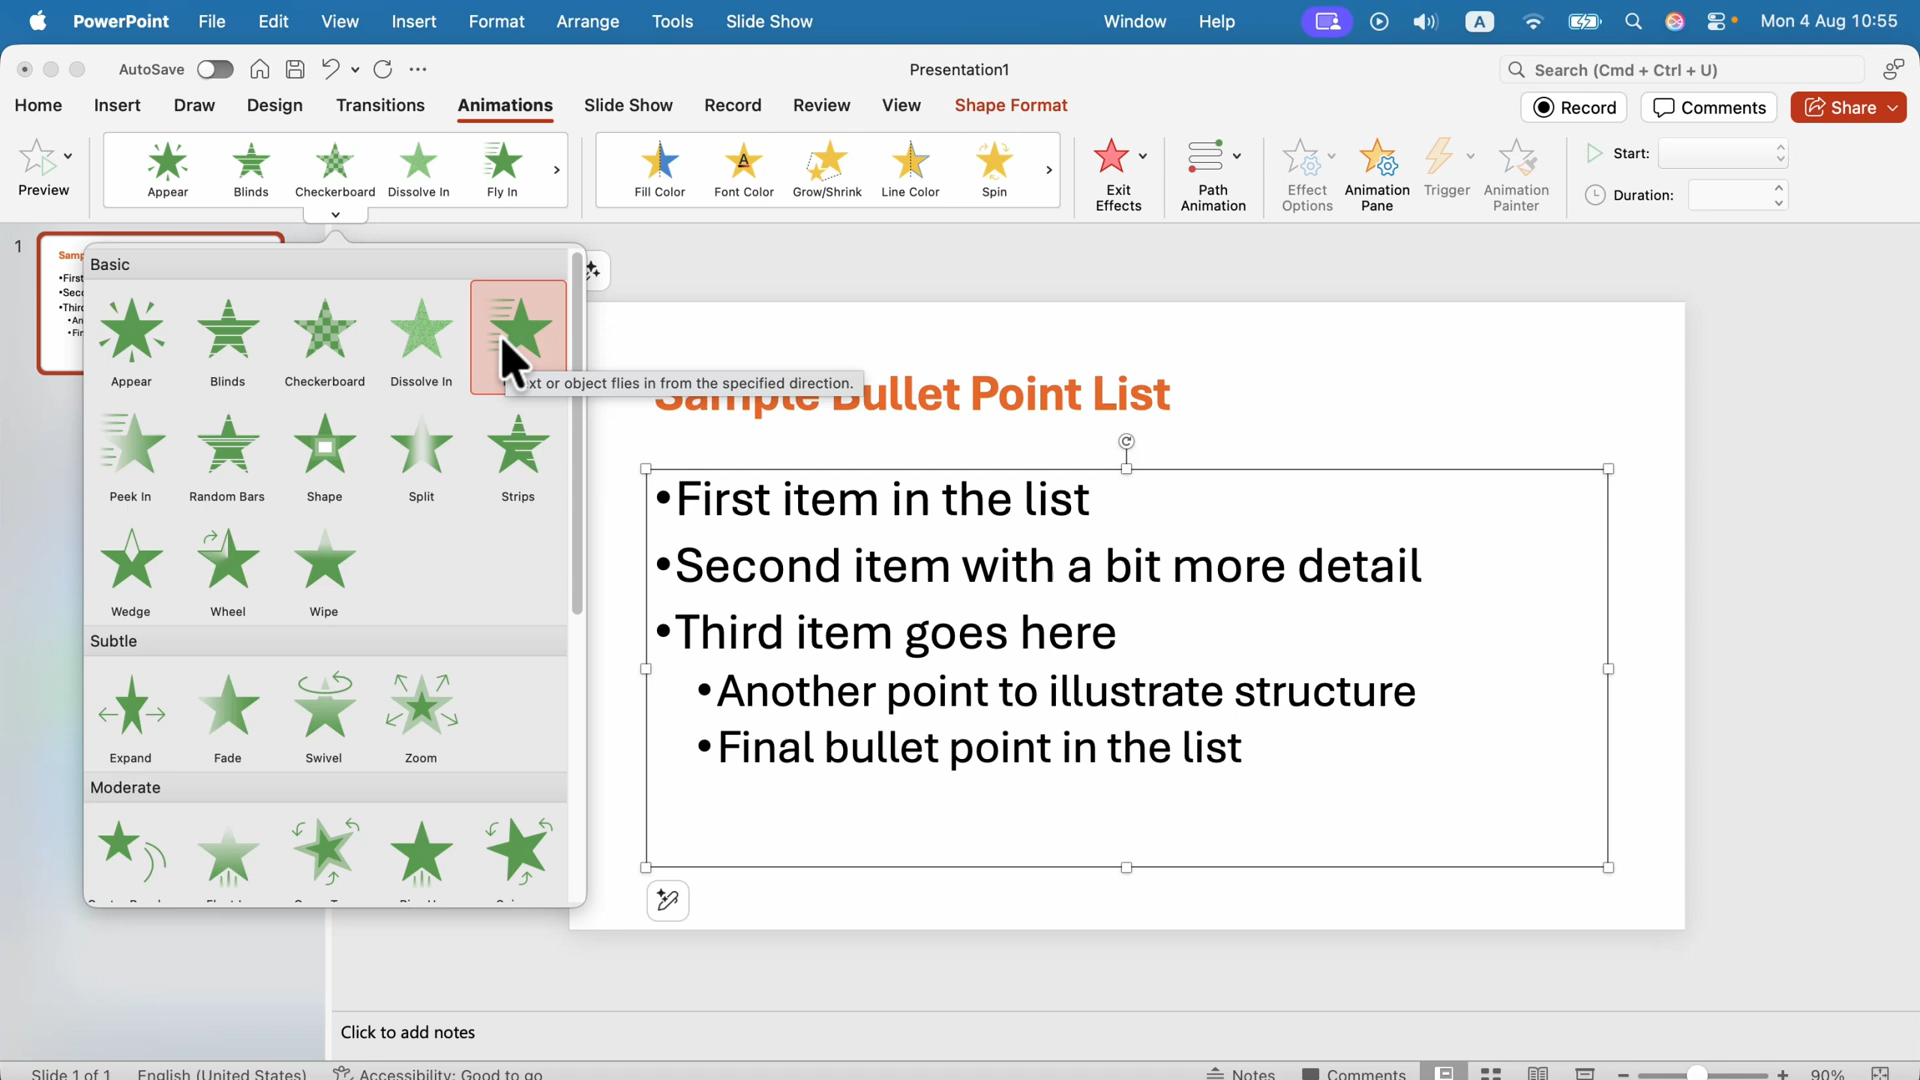 PowerPoint File Edit View Insert Format Arrange Tools Slide Show Window Help A Mon 4 Aug 10:55
AutoSave Presentation1 Search (Cmd + Ctrl + U)
Home Insert Draw Design Transitions Animations Slide Show Record Review View Shape Format Record Comments Share
Preview Appear Blinds Checkerboard Dissolve In Fly In Fill Color Font Color Grow/Shrink Line Color Spin Exit Effects Path Animation Effect Options Animation Pane Trigger Animation Painter
Start:
Duration:
1
Basic
Appear Blinds Checkerboard Dissolve In
object flies in from the specified direction.
Peek In Random Bars Shape Split Strips
Wedge Wheel Wipe
Subtle
Expand Fade Swivel Zoom
Moderate
Sample Bullet Point List
•First item in the list
•Second item with a bit more detail
•Third item goes here
•Another point to illustrate structure
•Final bullet point in the list
Click to add notes
Slide 1 of 1 English (United States) Accessibility: Good to go Notes Comments 90%